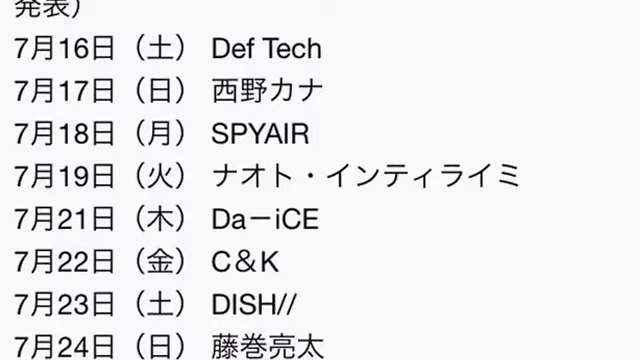 発表）
7月16日（土） Def Tech
7月17日（日） 西野カナ
7月18日（月） SPYAIR
7月19日（火） ナオト・インティライミ
7月21日（木） Da－iCE
7月22日（金） C＆K
7月23日（土） DISH//
7月24日（日） 藤巻亮太